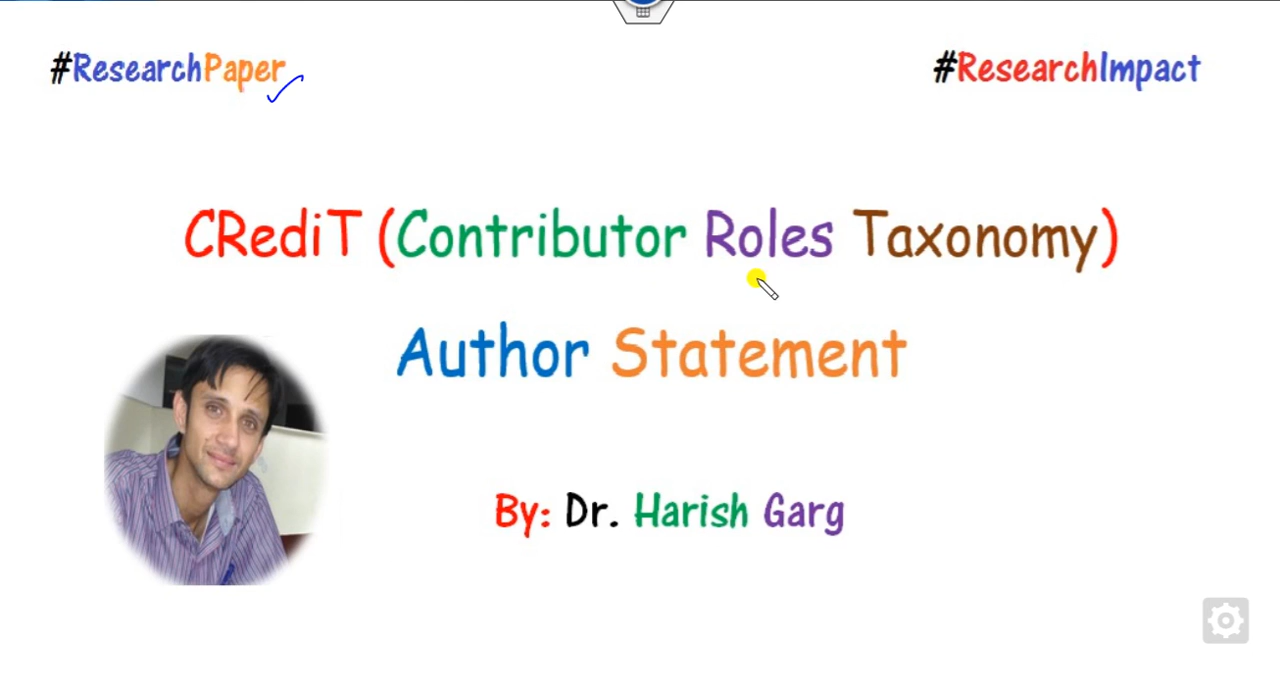 #ResearchPaper
#ResearchImpact
CRediT (Contributor Roles Taxonomy)
Author Statement
By: Dr. Harish Garg